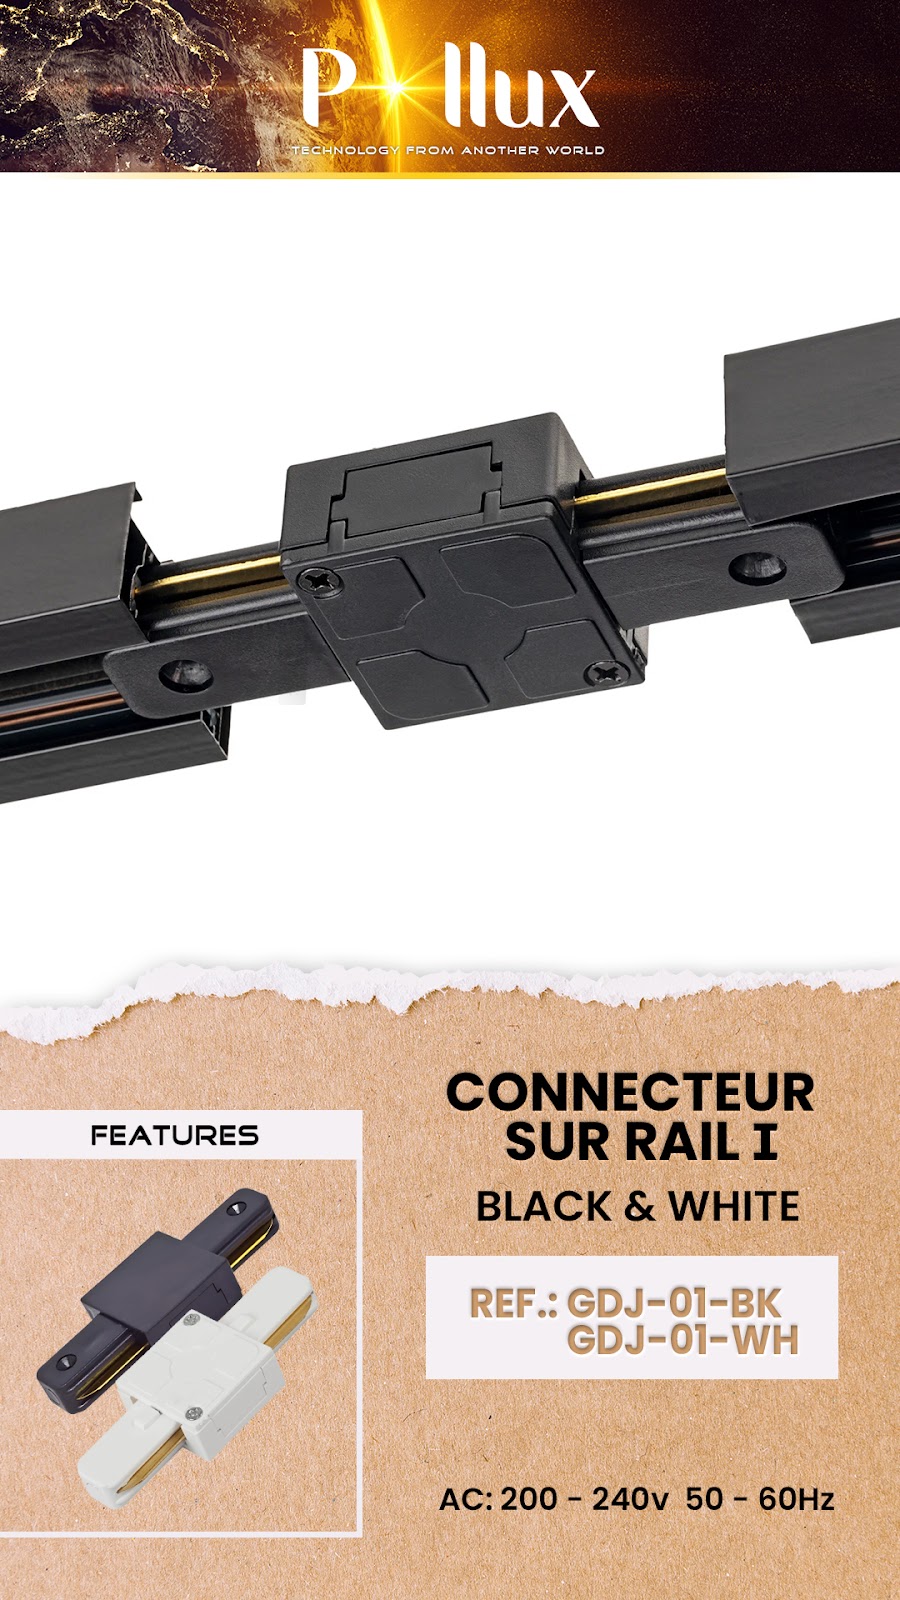 Pollux
TECHNOLOGY FROM ANOTHER WORLD
FEATURES
CONNECTEUR
SUR RAIL I
BLACK & WHITE
REF.: GDJ-01-BK
GDJ-01-WH
AC: 200 - 240v 50 - 60Hz